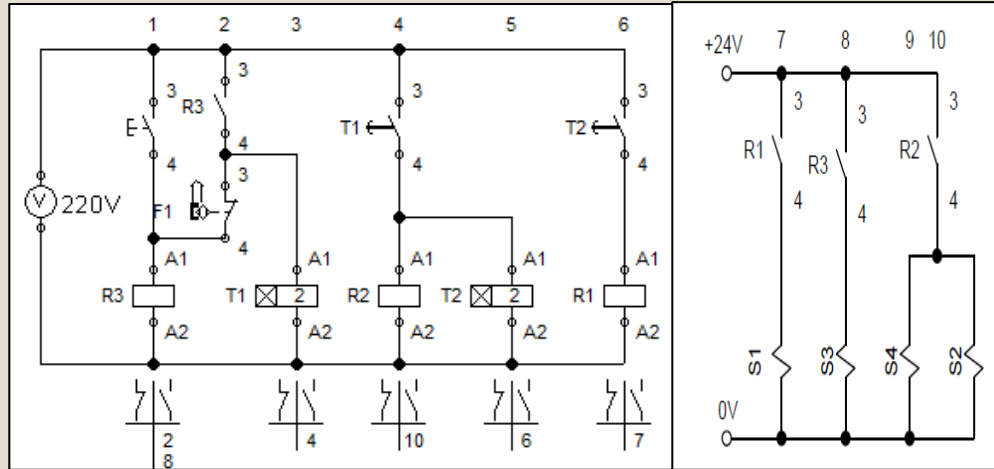 1 2 3 4 5 6
3 3 3 3
E R3 T1 T2
4 4 4 4
3
V 220V
F1
4
A1 A1 A1 A1 A1
R3 T1 2 R2 T2 2 R1
A2 A2 A2 A2 A2
2 4 10 6 7
8
+24V 7 8 9 10
3 3 3
R1 R3 R2
4 4 4
S1 S3 S4 S2
0V